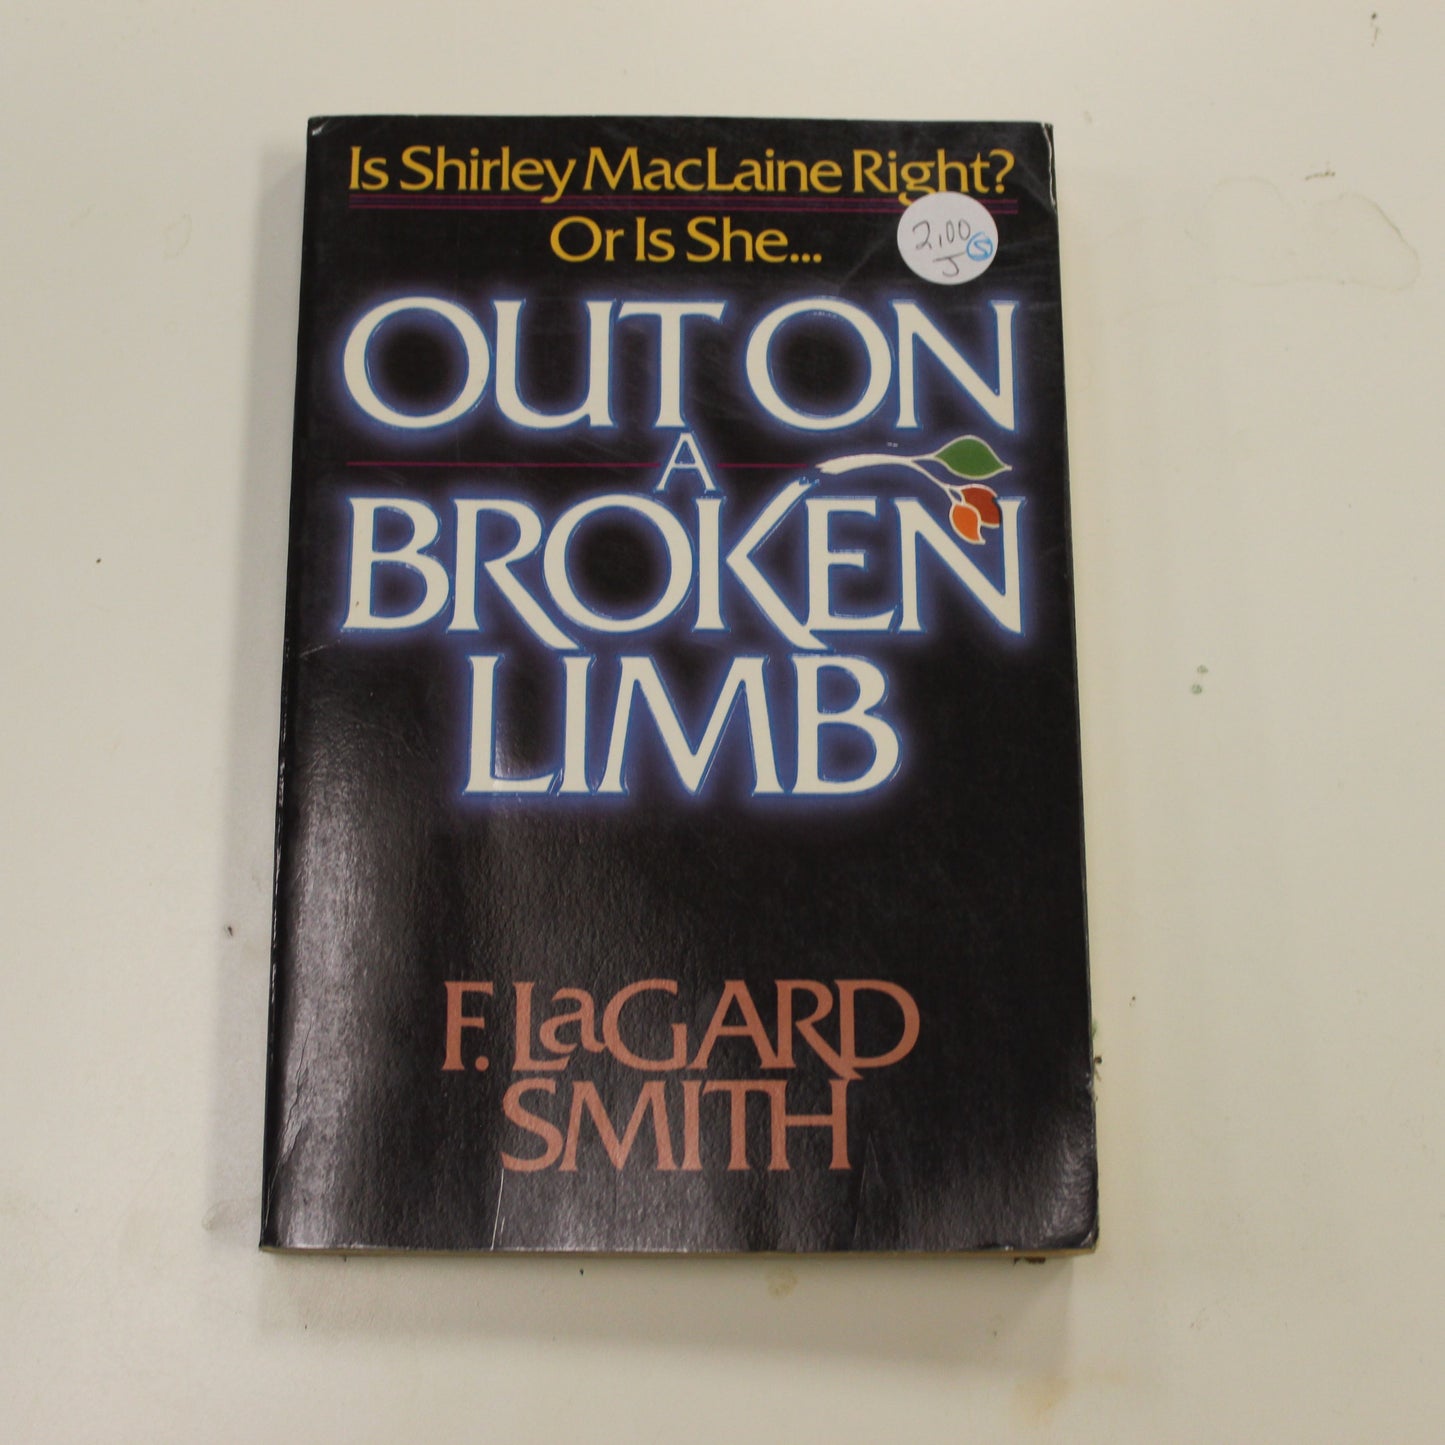 Is Shirley MacLaine Right?
Or Is She...
2.00
J
S
OUT ON
A
BROKEN
LIMB
F. LaGARD
SMITH